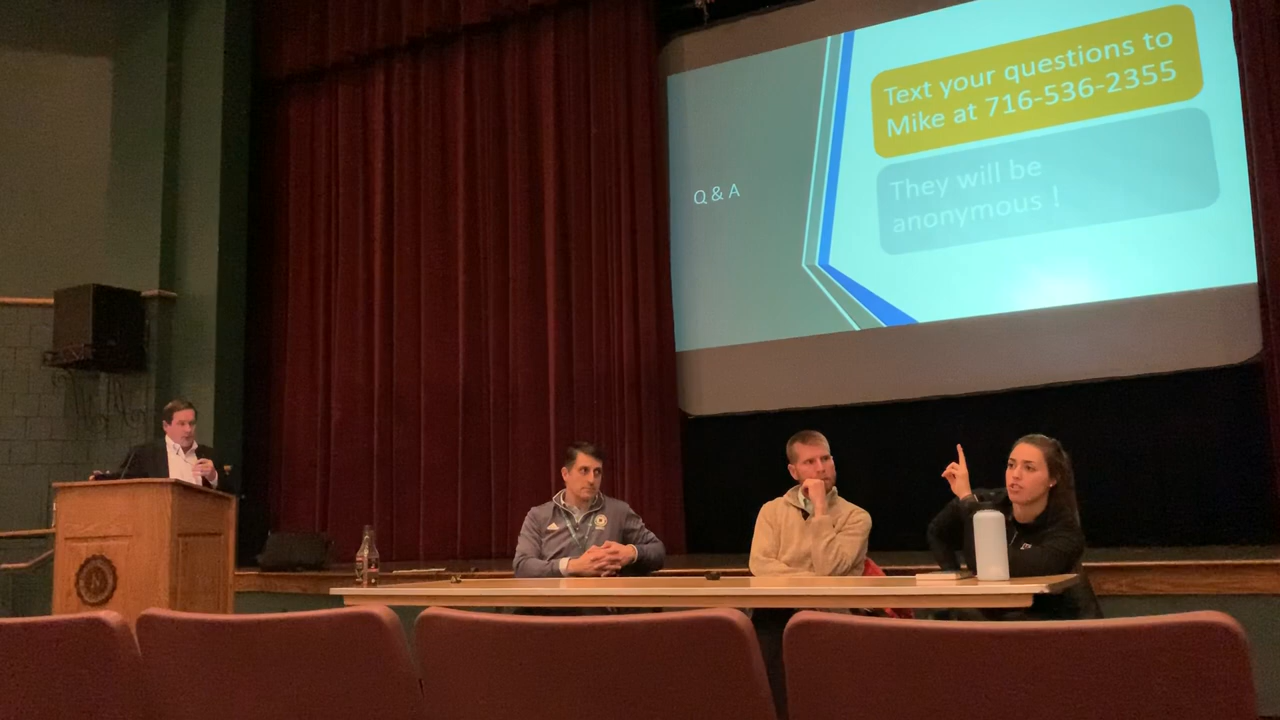 Q & A
Text your questions to
Mike at 716-536-2355
They will be
anonymous !
N